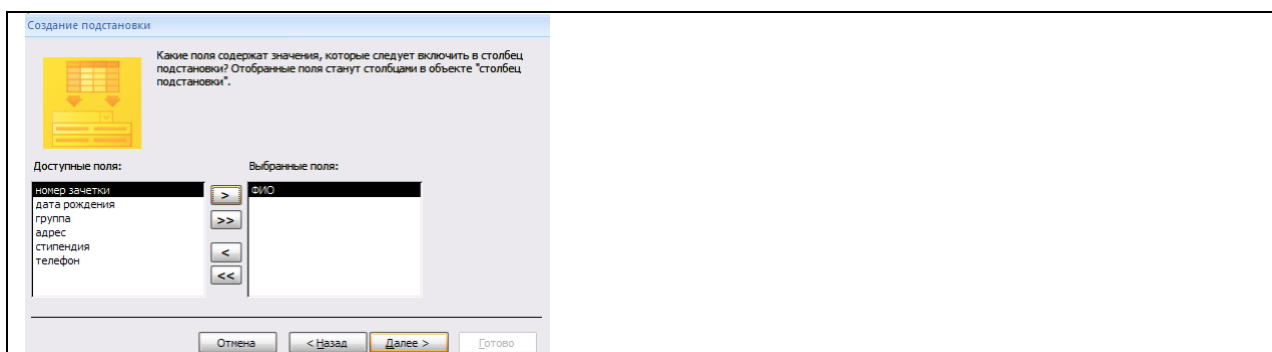 Создание подстановки
Какие поля содержат значения, которые следует включить в столбец
подстановки? Отобранные поля станут столбцами в объекте "столбец
подстановки".
Доступные поля:
Выбранные поля:
номер зачетки
дата рождения
группа
адрес
стипендия
телефон
>
>>
<
<<
ФИО
Отмена
< Назад
Далее >
Готово